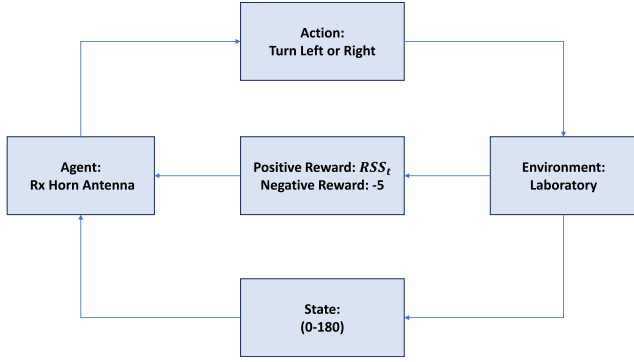 Action:
Turn Left or Right
Agent:
Rx Horn Antenna
Positive Reward: RSS_t
Negative Reward: -5
Environment:
Laboratory
State:
(0-180)